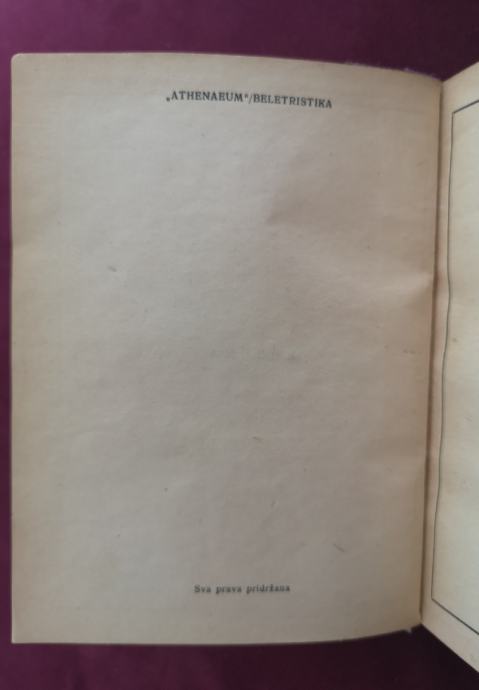 „ATHENAEUM“/BELETRISTIKA
Sva prava pridržana